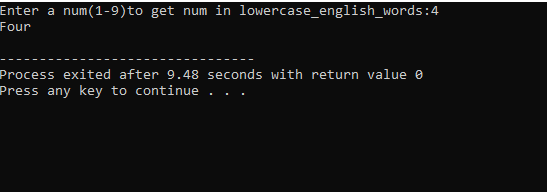 Enter a num(1-9)to get num in lowercase_english_words:4
Four
--------------------------------
Process exited after 9.48 seconds with return value 0
Press any key to continue . . .